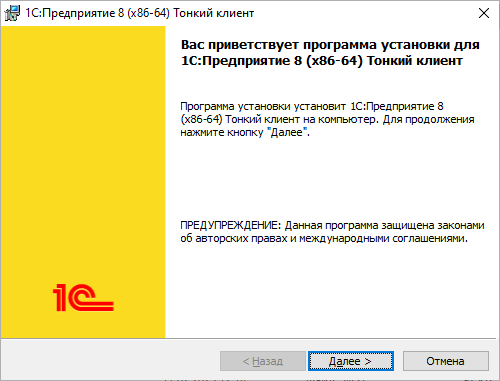 1С:Предприятие 8 (x86-64) Тонкий клиент
Вас приветствует программа установки для
1С:Предприятие 8 (x86-64) Тонкий клиент
Программа установки установит 1С:Предприятие 8
(x86-64) Тонкий клиент на компьютер. Для продолжения
нажмите кнопку "Далее".
ПРЕДУПРЕЖДЕНИЕ: Данная программа защищена законами
об авторских правах и международными соглашениями.
1С
< Назад
Далее >
Отмена